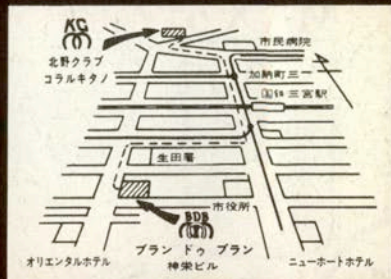 KC
北野クラブ
コラルキタノ
市民病院
加納町三
三宮駅
生田署
市役所
BDB
ブラン ドゥ ブラン
神栄ビル
オリエンタルホテル
ニューポートホテル